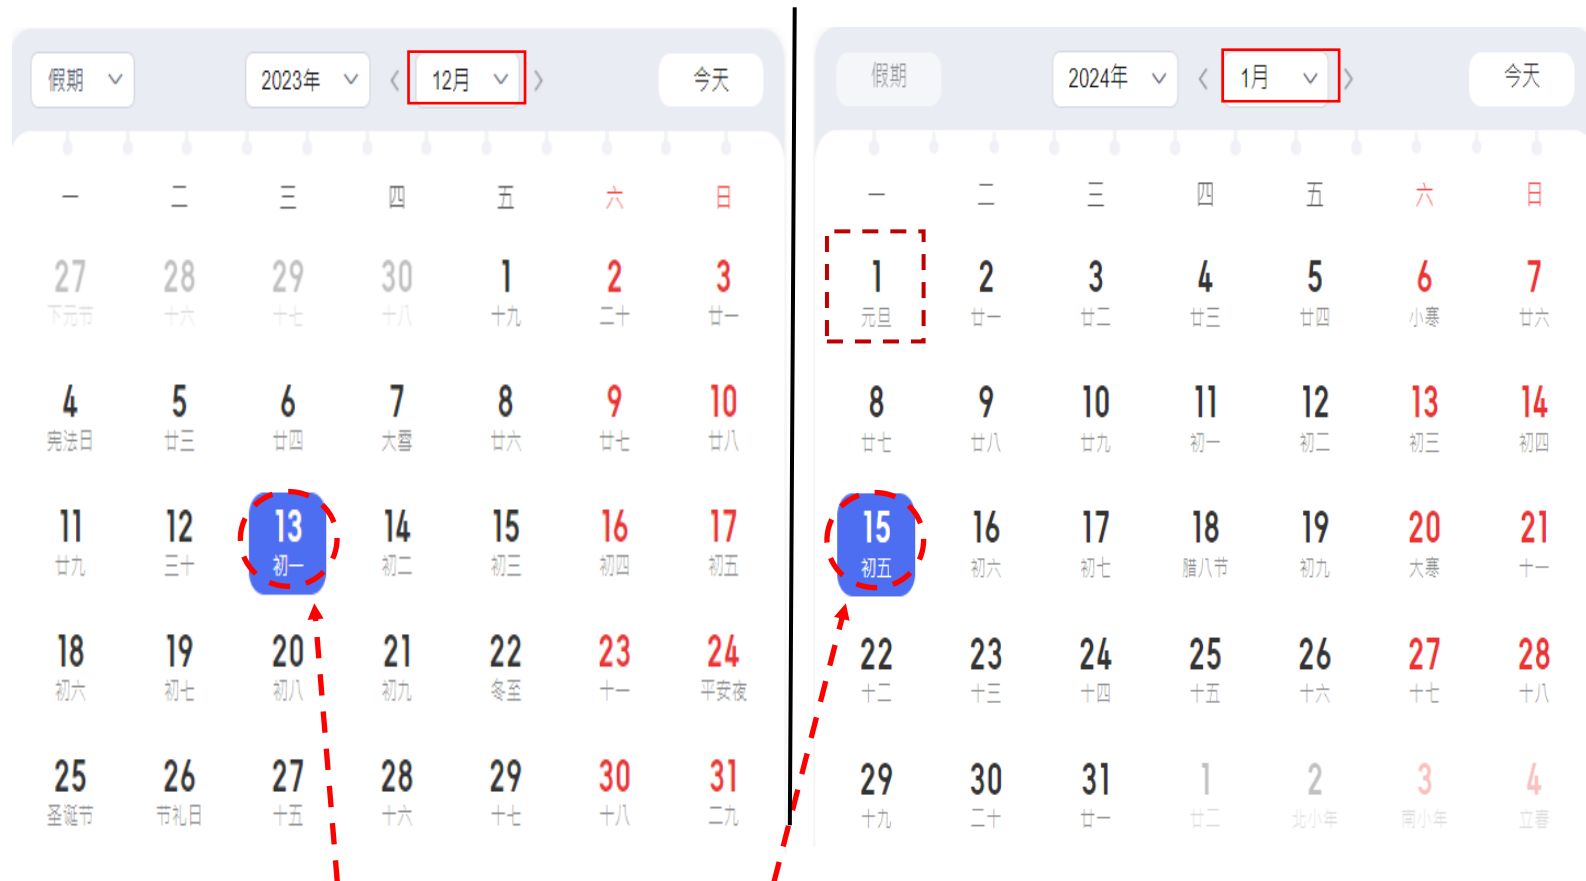 假期 2023年 12月 今天
一 二 三 四 五 六 日
27 28 29 30 1 2 3
下元节 十六 十七 十八 十九 二十 廿一
4 5 6 7 8 9 10
宪法日 廿三 廿四 大雪 廿六 廿七 廿八
11 12 13 14 15 16 17
廿九 三十 初一 初二 初三 初四 初五
18 19 20 21 22 23 24
初六 初七 初八 初九 冬至 十一 平安夜
25 26 27 28 29 30 31
圣诞节 节礼日 十五 十六 十七 十八 二九
假期 2024年 1月 今天
一 二 三 四 五 六 日
1 2 3 4 5 6 7
元旦 廿一 廿二 廿三 廿四 小寒 廿六
8 9 10 11 12 13 14
廿七 廿八 廿九 初一 初二 初三 初四
15 16 17 18 19 20 21
初五 初六 初七 腊八节 初九 大寒 十一
22 23 24 25 26 27 28
十二 十三 十四 十五 十六 十七 十八
29 30 31 1 2 3 4
十九 二十 廿一 廿二 北小年 南小年 立春